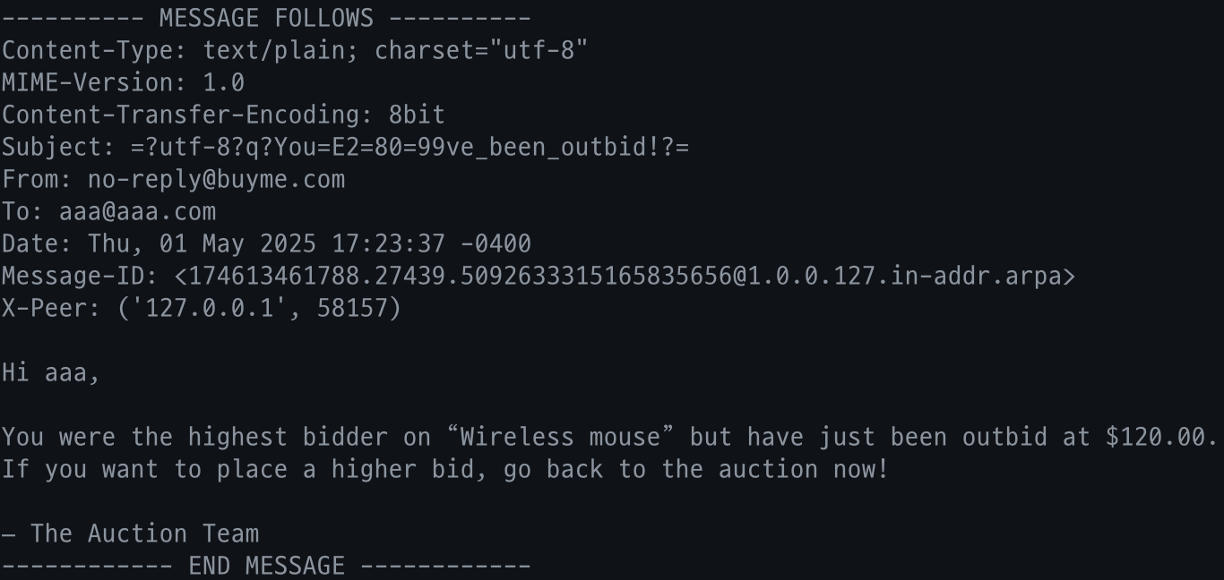 ---------- MESSAGE FOLLOWS ----------
Content-Type: text/plain; charset="utf-8"
MIME-Version: 1.0
Content-Transfer-Encoding: 8bit
Subject: =?utf-8?q?You=E2=80=99ve_been_outbid!?=
From: no-reply@buyme.com
To: aaa@aaa.com
Date: Thu, 01 May 2025 17:23:37 -0400
Message-ID: <174613461788.27439.5092633315165835656@1.0.0.127.in-addr.arpa>
X-Peer: ('127.0.0.1', 58157)
Hi aaa,
You were the highest bidder on “Wireless mouse” but have just been outbid at $120.00.
If you want to place a higher bid, go back to the auction now!
— The Auction Team
------------ END MESSAGE ------------